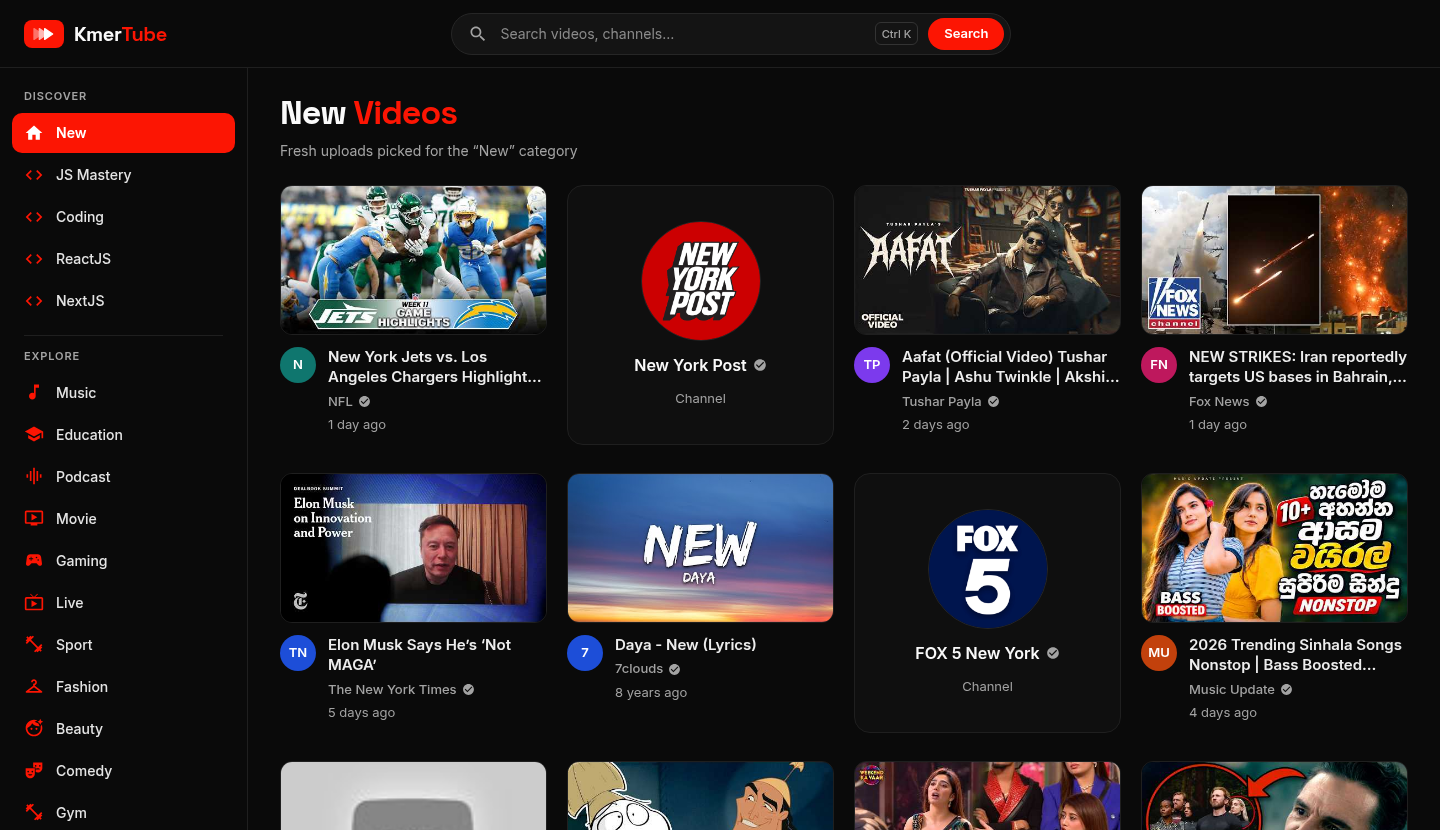 KmerTube
Search videos, channels...
Ctrl K
Search
DISCOVER
New
JS Mastery
Coding
ReactJS
NextJS
EXPLORE
Music
Education
Podcast
Movie
Gaming
Live
Sport
Fashion
Beauty
Comedy
Gym
New Videos
Fresh uploads picked for the “New” category
JETS
WEEK 11
GAME
HIGHLIGHTS
N
New York Jets vs. Los
Angeles Chargers Highlight...
NFL
1 day ago
NEW
YORK
POST
New York Post
Channel
TUSHAR PAYLA'S
AAFAT
OFFICIAL
VIDEO
TP
Aafat (Official Video) Tushar
Payla | Ashu Twinkle | Akshi...
Tushar Payla
2 days ago
FOX
NEWS
channel
FN
NEW STRIKES: Iran reportedly
targets US bases in Bahrain,...
Fox News
1 day ago
DEALBOOK SUMMIT
Elon Musk
on Innovation
and Power
TN
Elon Musk Says He’s ‘Not
MAGA’
The New York Times
5 days ago
NEW
DAYA
7
Daya - New (Lyrics)
7clouds
8 years ago
FOX
5
FOX 5 New York
Channel
හැමෝම
10+ අහන්න
ආසම
වයිරල්
සුපිරිම සින්දු
NONSTOP
BASS
BOOSTED
MU
2026 Trending Sinhala Songs
Nonstop | Bass Boosted...
Music Update
4 days ago
WEEKEND
KA VAAR